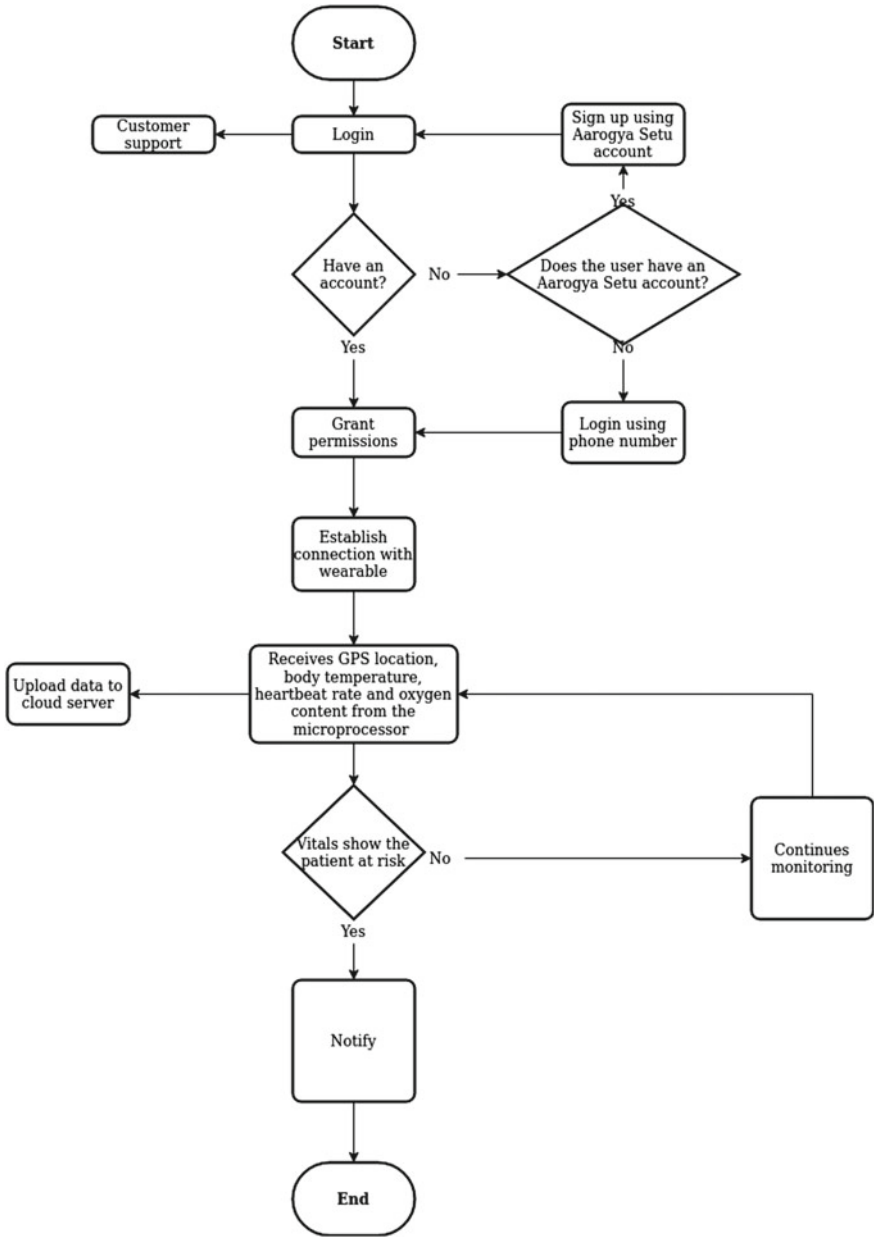 Start
Customer
support
Login
Sign up using
Aarogya Setu
account
Yes
Have an
account?
No
Does the user have an
Aarogya Setu account?
Yes
No
Grant
permissions
Login using
phone number
Establish
connection with
wearable
Upload data to
cloud server
Receives GPS location,
body temperature,
heartbeat rate and oxygen
content from the
microprocessor
Vitals show the
patient at risk
No
Continues
monitoring
Yes
Notify
End